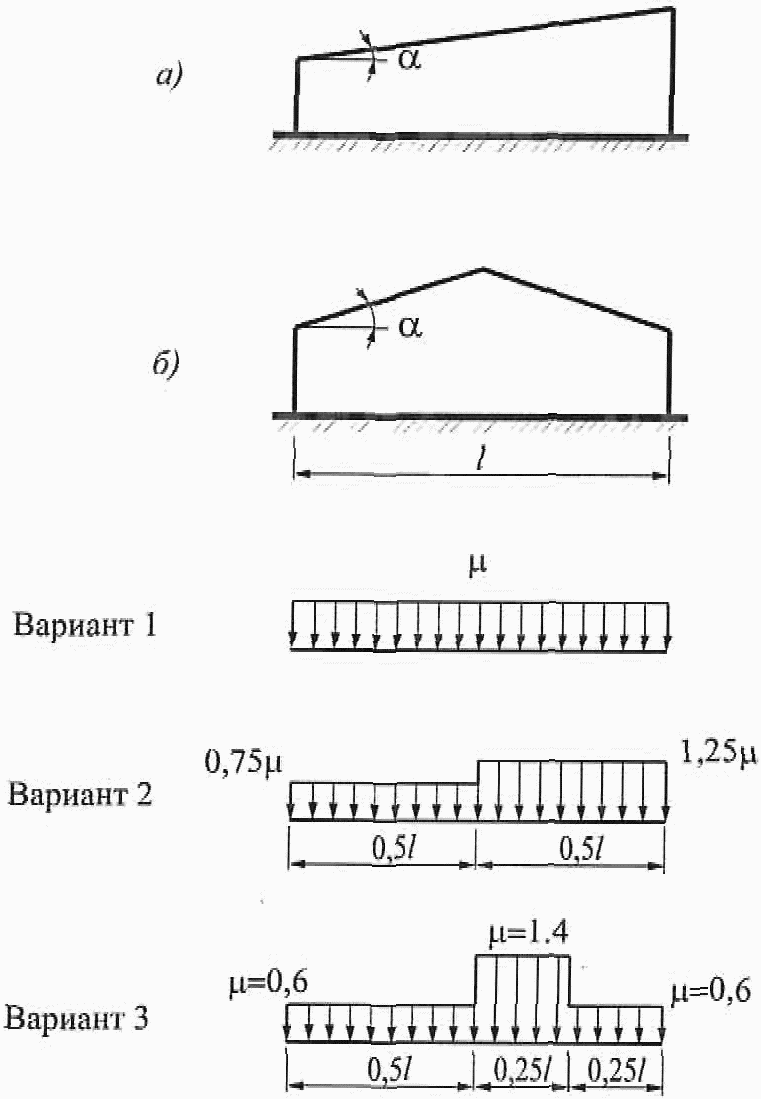 а)
α
б)
α
l
μ
Вариант 1
0,75μ
1,25μ
Вариант 2
0,5l
0,5l
μ=1.4
μ=0,6
μ=0,6
Вариант 3
0,5l
0,25l
0,25l